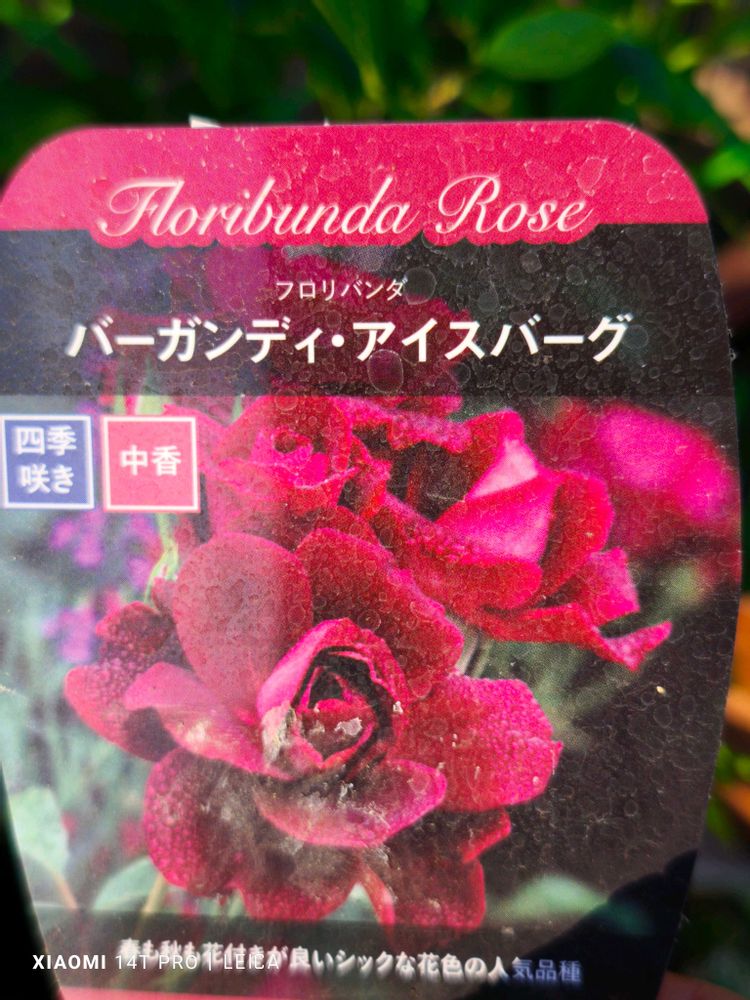 Floribunda Rose
フロリバンダ
バーガンディ・アイスバーグ
四季
咲き
中香
春も秋も花付きが良いシックな花色の人気品種
XIAOMI 14T PRO | LEICA